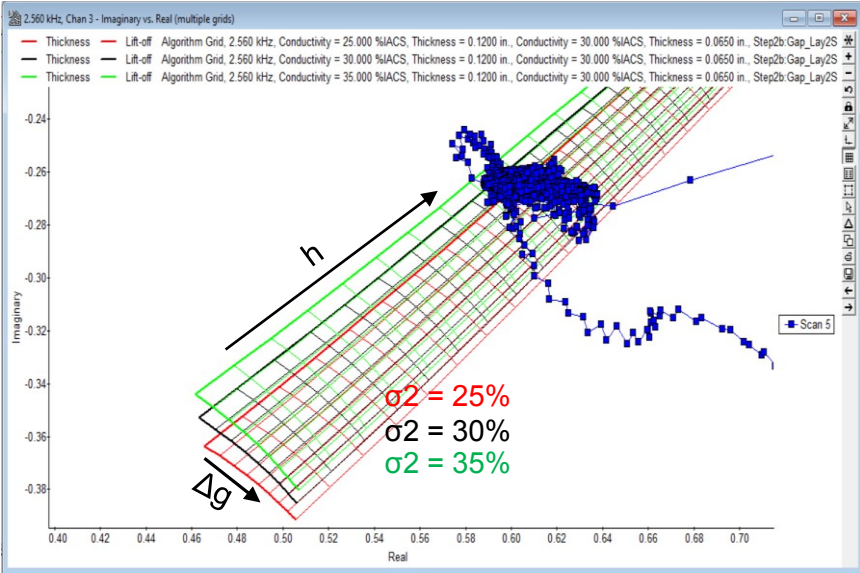 2.560 kHz, Chan 3 - Imaginary vs. Real (multiple grids)
Thickness Lift-off Algorithm Grid, 2.560 kHz, Conductivity = 25.000 %IACS, Thickness = 0.1200 in., Conductivity = 30.000 %IACS, Thickness = 0.0650 in., Step2b:Gap_Lay2S
Thickness Lift-off Algorithm Grid, 2.560 kHz, Conductivity = 30.000 %IACS, Thickness = 0.1200 in., Conductivity = 30.000 %IACS, Thickness = 0.0650 in., Step2b:Gap_Lay2S
Thickness Lift-off Algorithm Grid, 2.560 kHz, Conductivity = 35.000 %IACS, Thickness = 0.1200 in., Conductivity = 30.000 %IACS, Thickness = 0.0650 in., Step2b:Gap_Lay2S
-0.24
-0.26
-0.28
-0.30
-0.32
-0.34
-0.36
-0.38
Imaginary
h
Δg
σ2 = 25%
σ2 = 30%
σ2 = 35%
Scan 5
0.40 0.42 0.44 0.46 0.48 0.50 0.52 0.54 0.56 0.58 0.60 0.62 0.64 0.66 0.68 0.70
Real